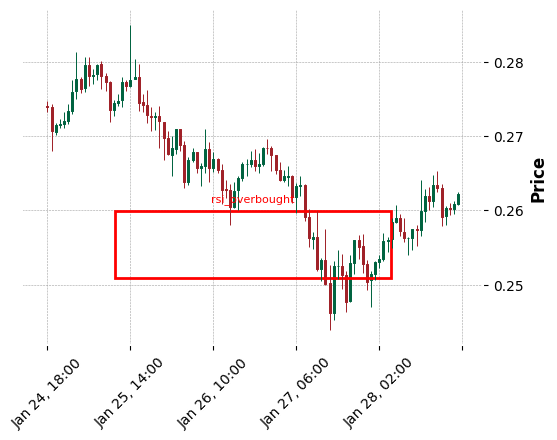 0.28
0.27
rsi_overbought
0.26
0.25
Price
Jan 24, 18:00
Jan 25, 14:00
Jan 26, 10:00
Jan 27, 06:00
Jan 28, 02:00